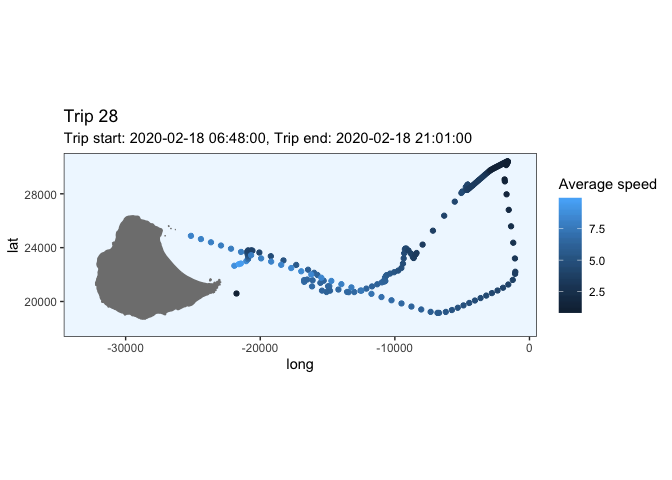 Trip 28
Trip start: 2020-02-18 06:48:00, Trip end: 2020-02-18 21:01:00
28000
24000
20000
lat
-30000
-20000
-10000
0
long
Average speed
7.5
5.0
2.5